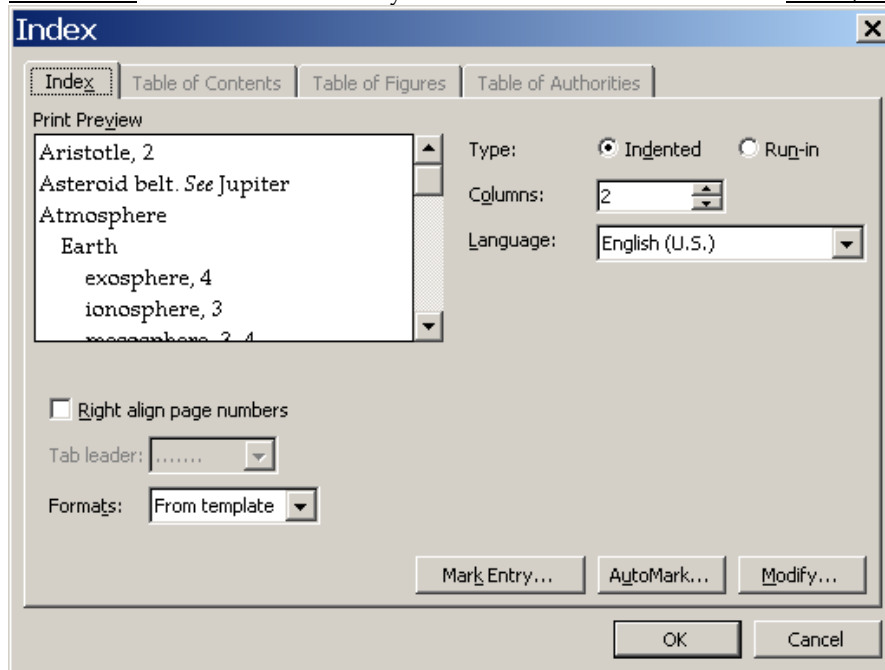 Index
Index Table of Contents Table of Figures Table of Authorities
Print Preview
Aristotle, 2
Asteroid belt. See Jupiter
Atmosphere
Earth
exosphere, 4
ionosphere, 3
Type: Indented Run-in
Columns: 2
Language: English (U.S.)
Right align page numbers
Tab leader: .......
Formats: From template
Mark Entry... AutoMark... Modify...
OK Cancel